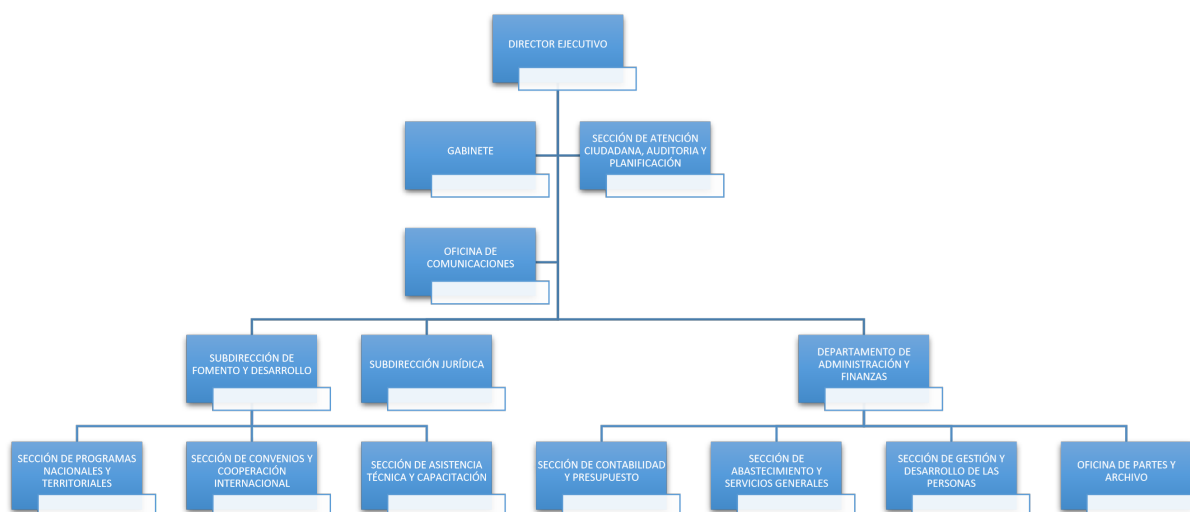 DIRECTOR EJECUTIVO
GABINETE
SECCIÓN DE ATENCIÓN
CIUDADANA, AUDITORIA Y
PLANIFICACIÓN
OFICINA DE
COMUNICACIONES
SUBDIRECCIÓN DE
FOMENTO Y DESARROLLO
SUBDIRECCIÓN JURÍDICA
DEPARTAMENTO DE
ADMINISTRACIÓN Y
FINANZAS
SECCIÓN DE PROGRAMAS
NACIONALES Y
TERRITORIALES
SECCIÓN DE CONVENIOS Y
COOPERACIÓN
INTERNACIONAL
SECCIÓN DE ASISTENCIA
TÉCNICA Y CAPACITACIÓN
SECCIÓN DE CONTABILIDAD
Y PRESUPUESTO
SECCIÓN DE
ABASTECIMIENTO Y
SERVICIOS GENERALES
SECCIÓN DE GESTIÓN Y
DESARROLLO DE LAS
PERSONAS
OFICINA DE PARTES Y
ARCHIVO